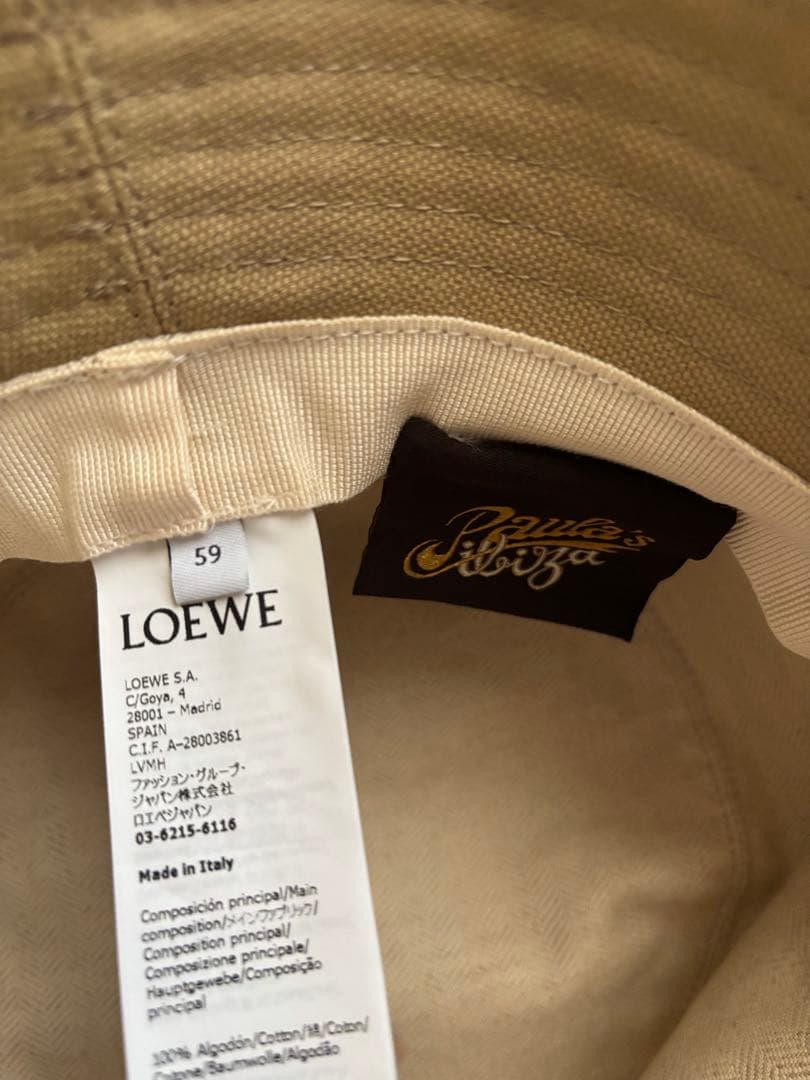 59
LOEWE
LOEWE S.A.
C/Goya, 4
28001 – Madrid
SPAIN
C.I.F. A-28003861
LVMH
ファッション・グループ・
ジャパン株式会社
ロエベジャパン
03-6215-6116
Made in Italy
Composición principal/Main
composition/メインファブリック/
Composition principal/
Composizione principale/
Hauptgewebe/Composição
principal
100% Algodón/Cotton/綿/Coton/
Cotone/Baumwolle/Algodão
Paula's
ibiza